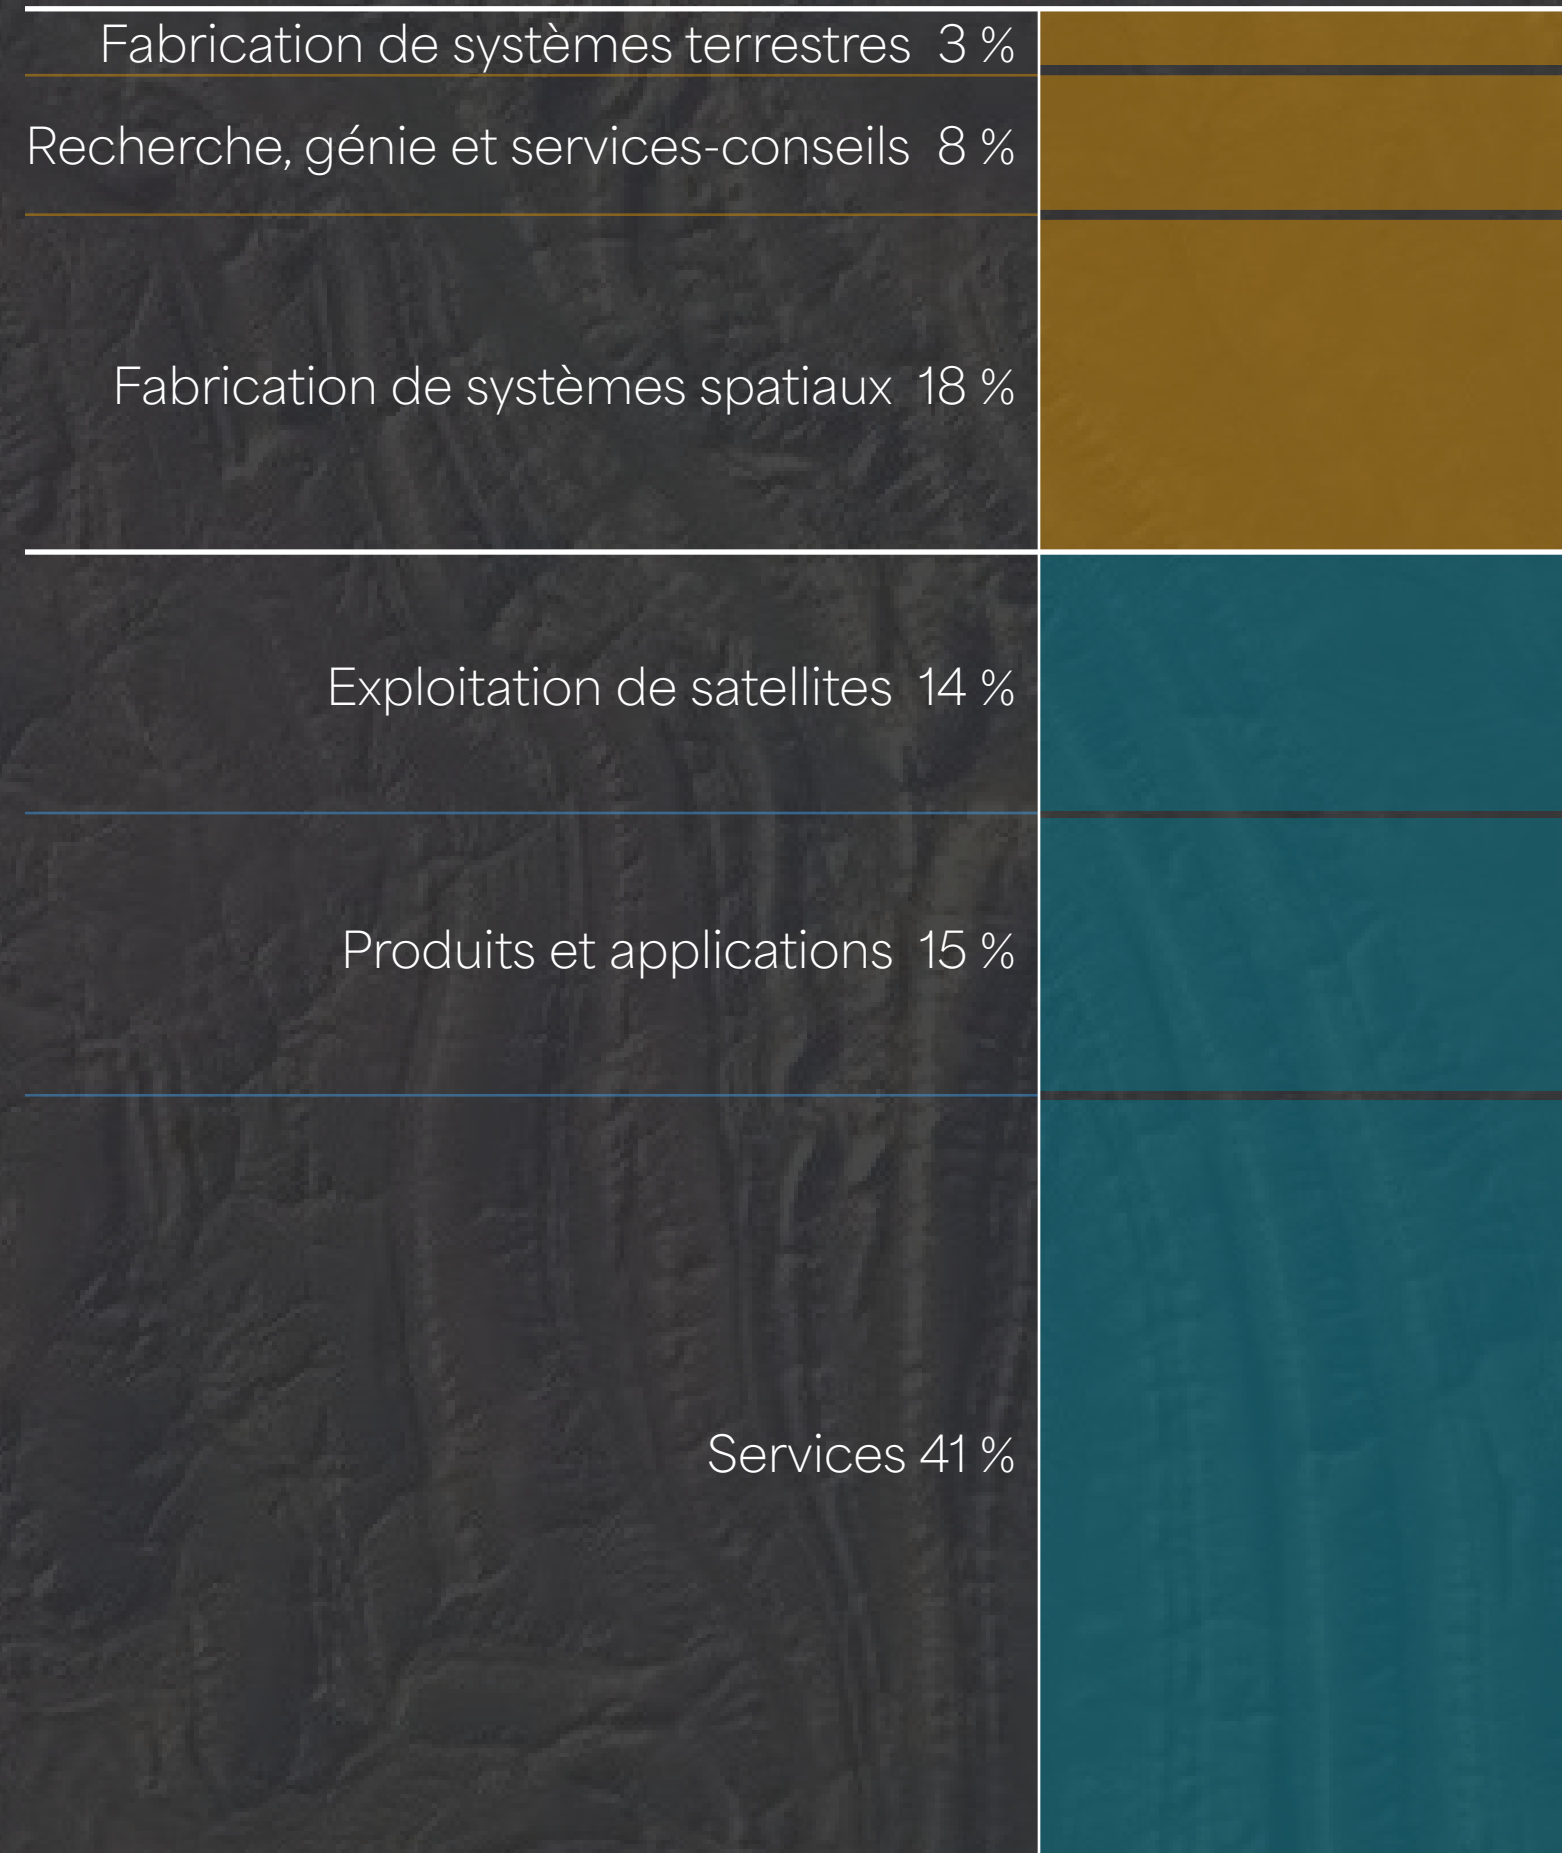 Fabrication de systèmes terrestres 3 %
Recherche, génie et services-conseils 8 %
Fabrication de systèmes spatiaux 18 %
Exploitation de satellites 14 %
Produits et applications 15 %
Services 41 %